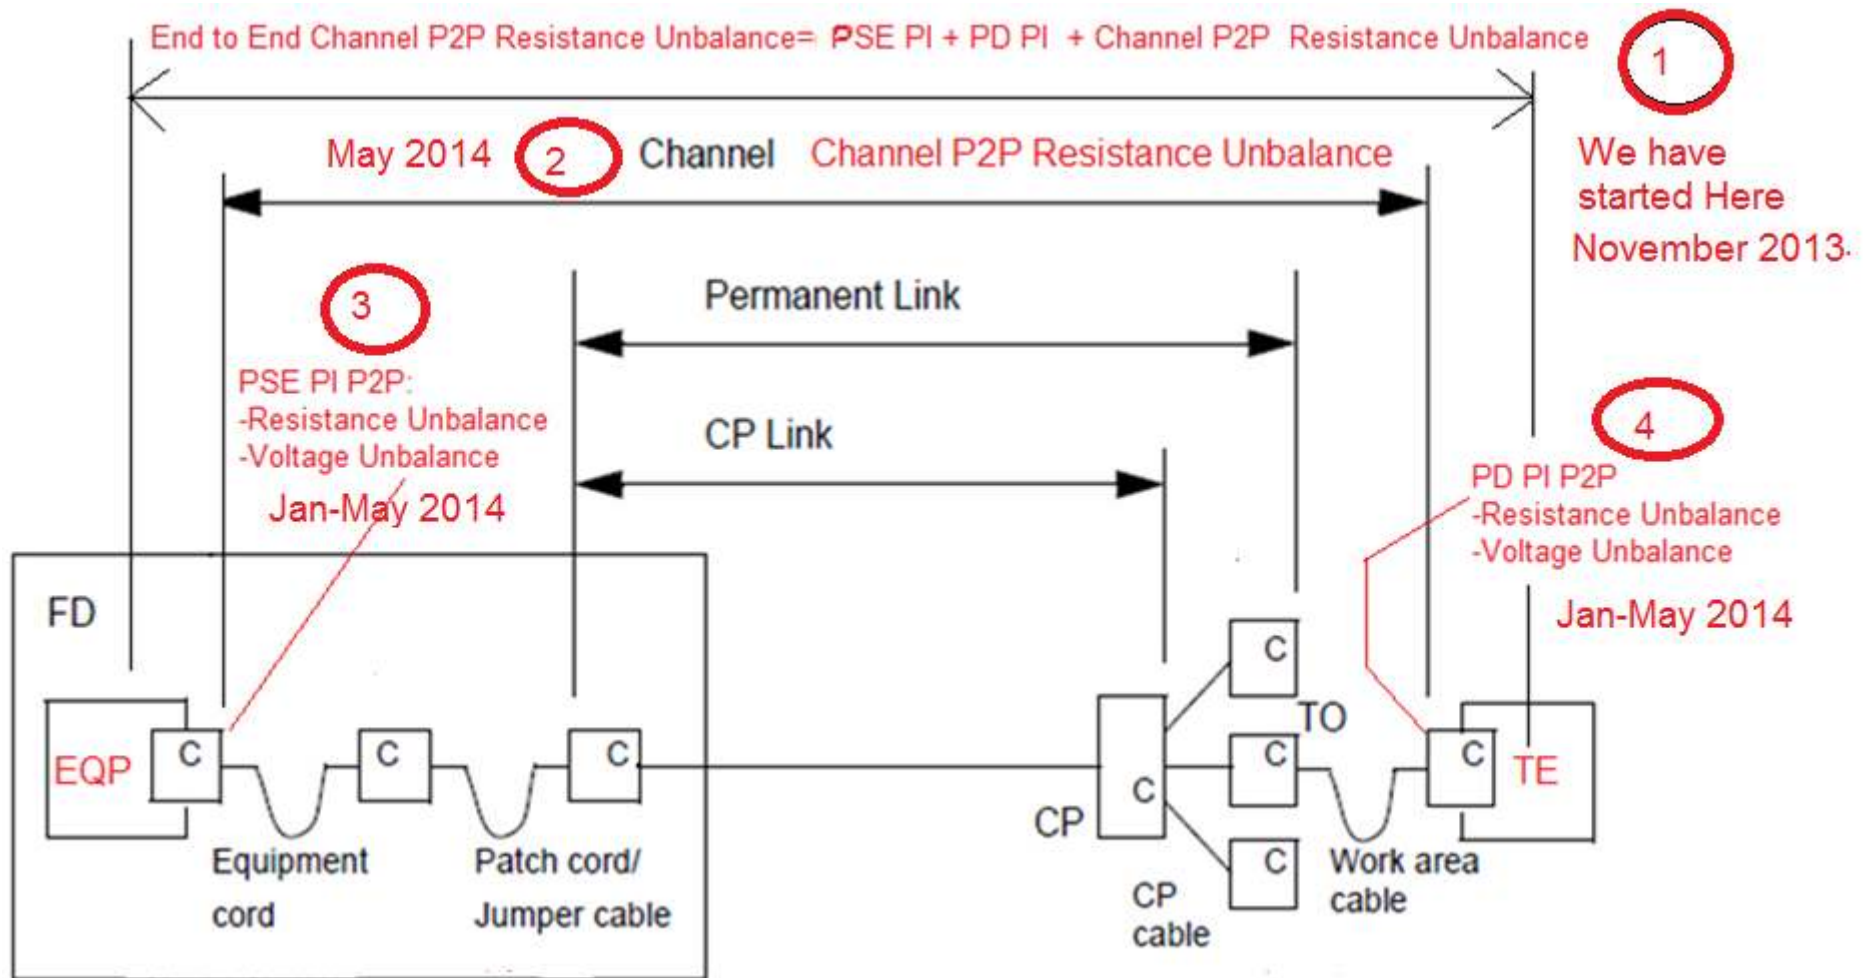 End to End Channel P2P Resistance Unbalance= PSE PI + PD PI + Channel P2P Resistance Unbalance
1
We have
started Here
November 2013.
May 2014
2
Channel
Channel P2P Resistance Unbalance
3
Permanent Link
PSE PI P2P:
-Resistance Unbalance
-Voltage Unbalance
Jan-May 2014
CP Link
4
PD PI P2P
-Resistance Unbalance
-Voltage Unbalance
Jan-May 2014
FD
EQP
C
C
C
CP
C
C
C
C
TO
C
TE
Equipment
cord
Patch cord/
Jumper cable
CP
cable
Work area
cable